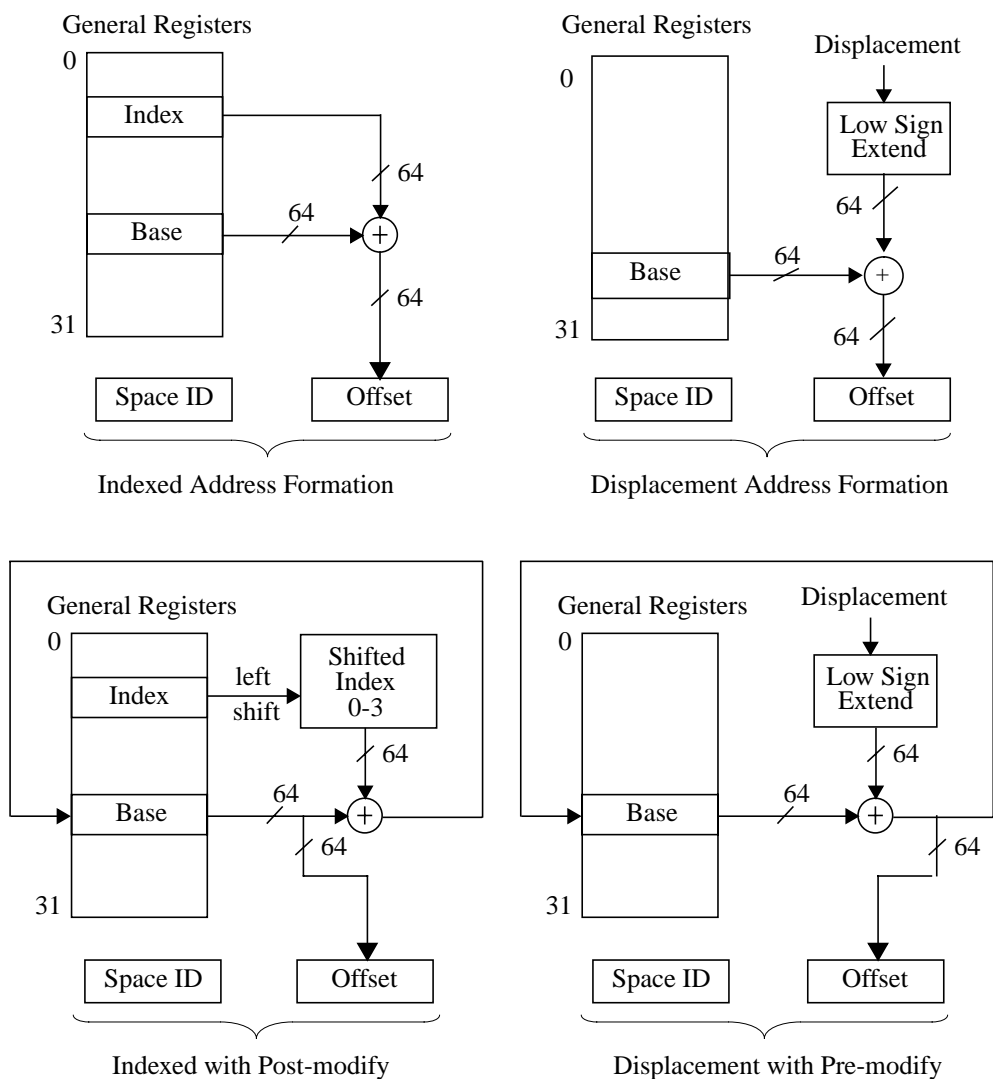 General Registers
0
Index
64
64
Base
+
64
31
Space ID
Offset
Indexed Address Formation
General Registers
Displacement
0
Low Sign
Extend
64
64
Base
+
31
64
Space ID
Offset
Displacement Address Formation
General Registers
0
left
Shifted
Index
0-3
Index
shift
64
64
Base
+
64
31
Space ID
Offset
Indexed with Post-modify
General Registers
Displacement
0
Low Sign
Extend
64
64
Base
+
64
31
Space ID
Offset
Displacement with Pre-modify